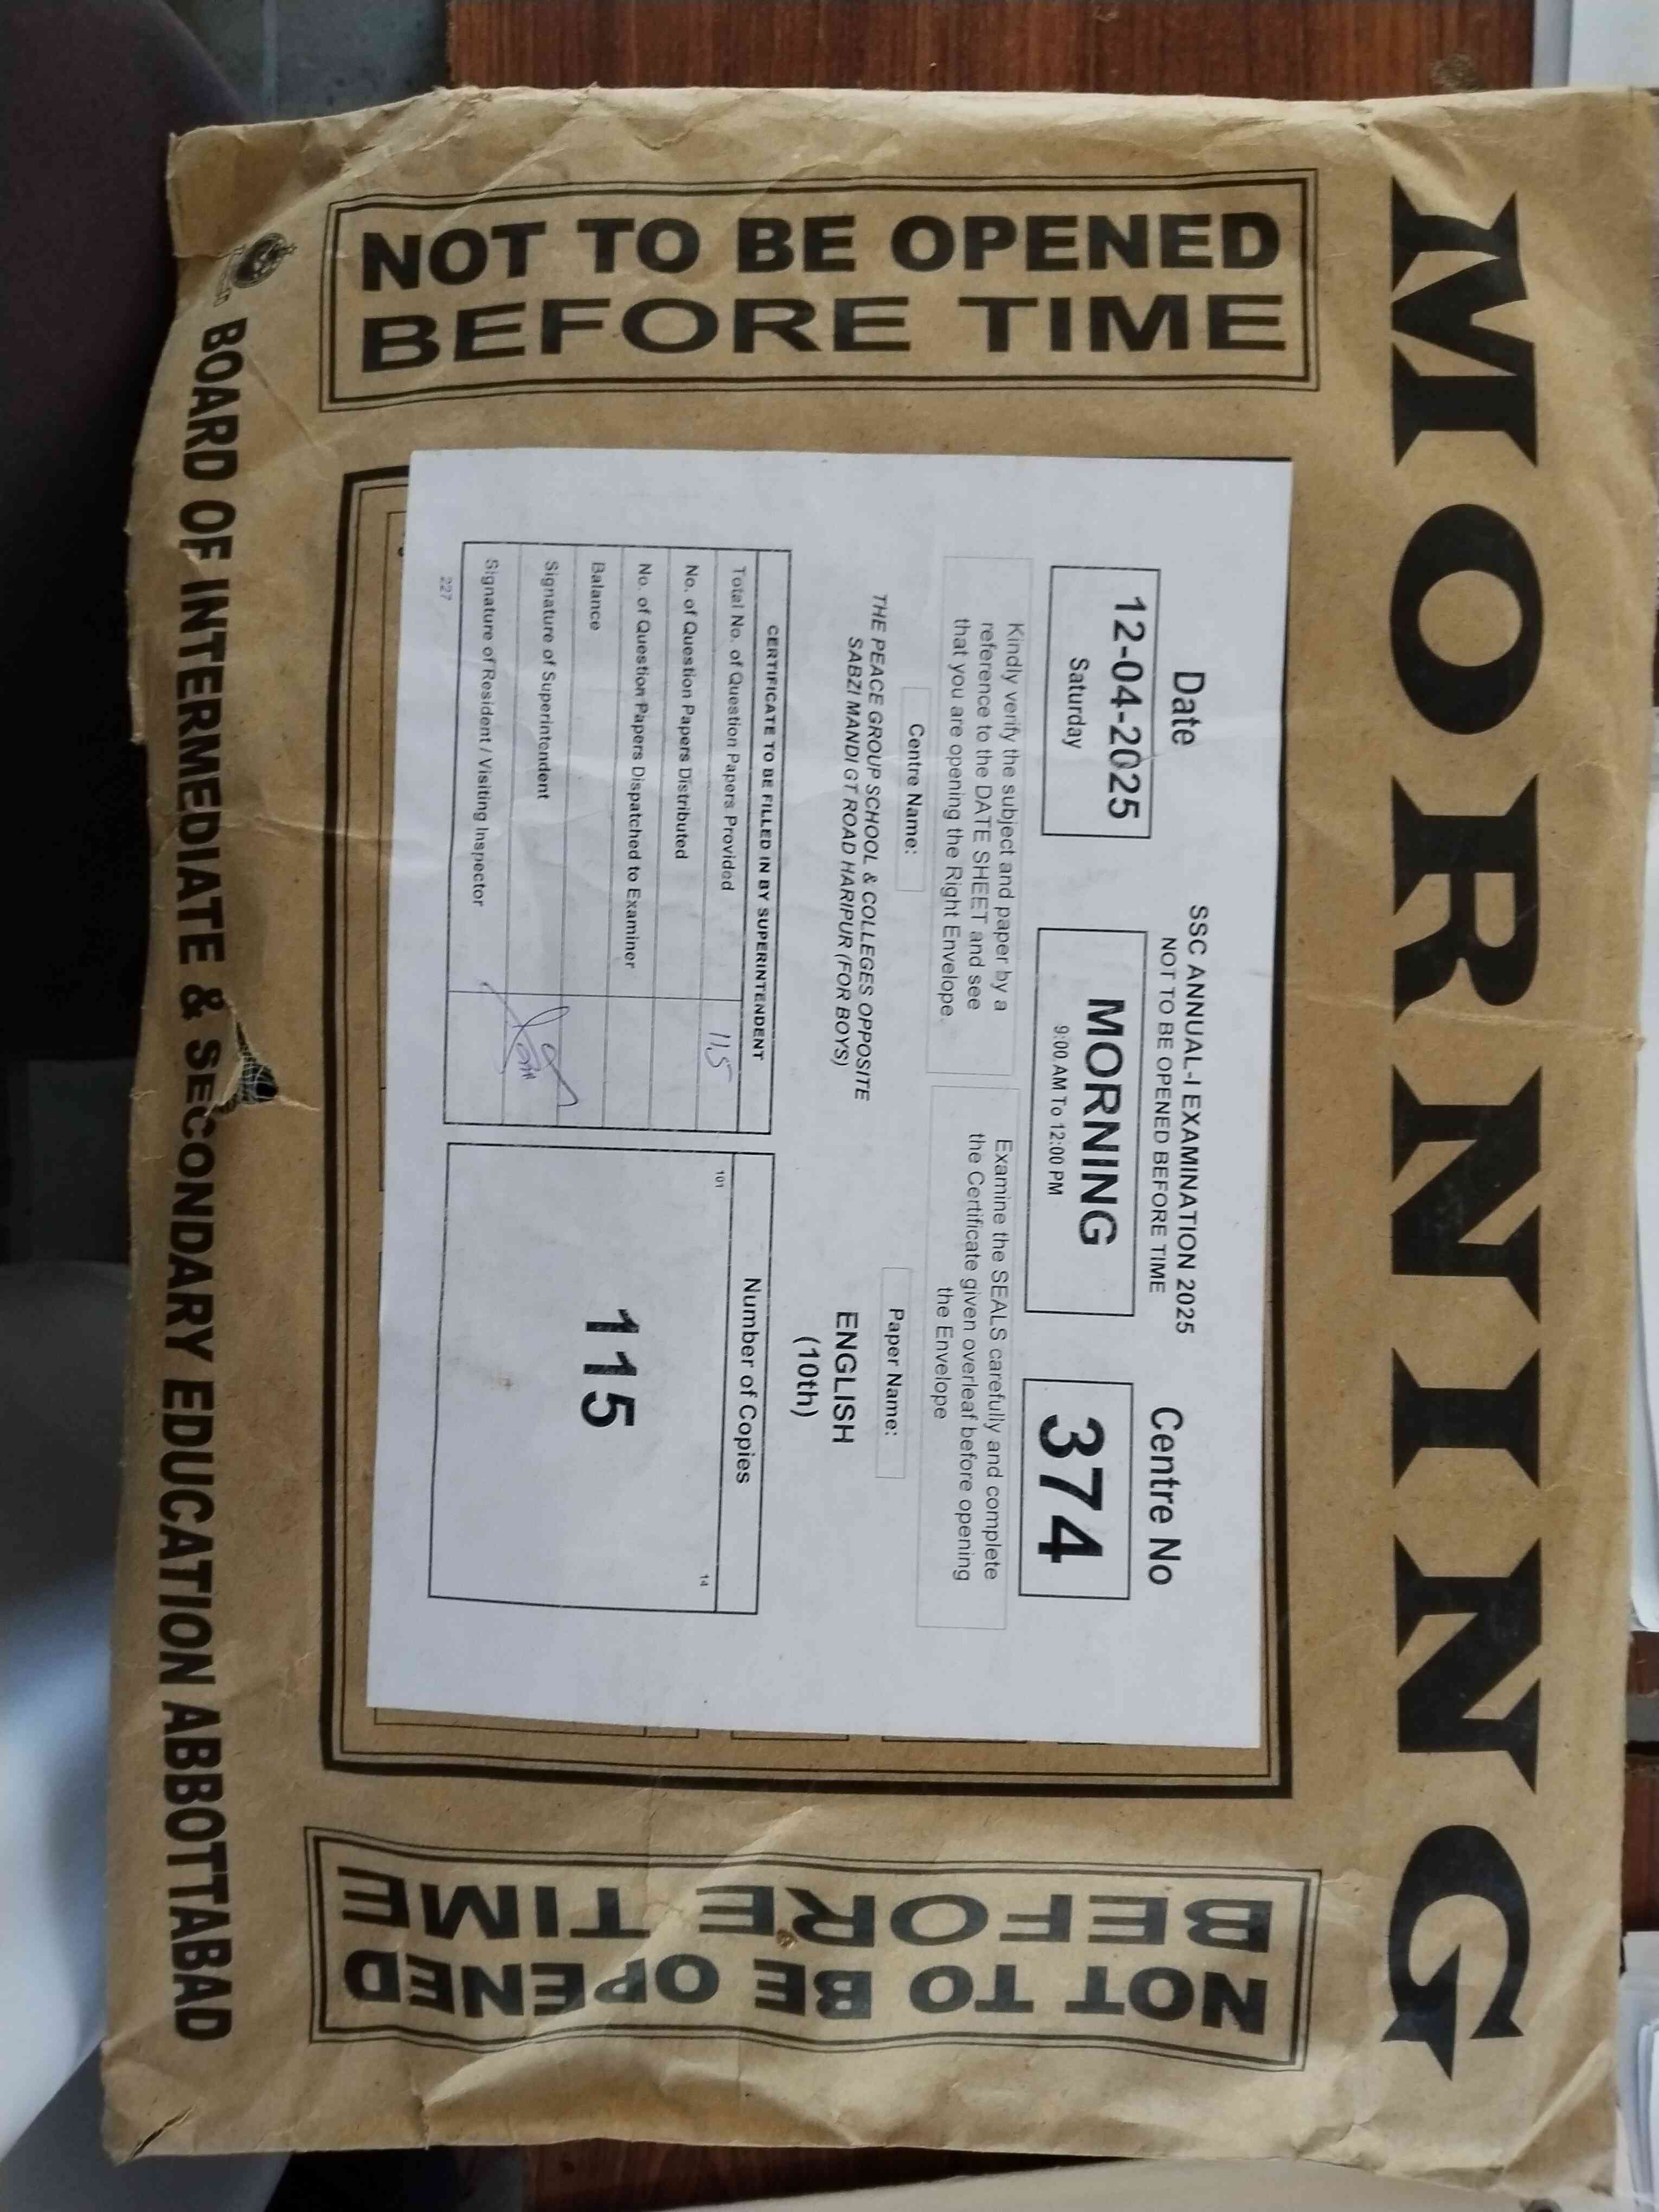 MORNING
NOT TO BE OPENED
BEFORE TIME
SSC ANNUAL-I EXAMINATION 2025
NOT TO BE OPENED BEFORE TIME
Date
12-04-2025
Saturday
MORNING
9:00 AM To 12:00 PM
Centre No
374
Kindly verify the subject and paper by a
reference to the DATE SHEET and see
that you are opening the Right Envelope.
Examine the SEALS carefully and complete
the Certificate given overleaf before opening
the Envelope
Centre Name:
THE PEACE GROUP SCHOOL & COLLEGES OPPOSITE
SABZI MANDI G T ROAD HARIPUR (FOR BOYS)
Paper Name:
ENGLISH
(10th)
CERTIFICATE TO BE FILLED IN BY SUPERINTENDENT
Total No. of Question Papers Provided 115
No. of Question Papers Distributed
No. of Question Papers Dispatched to Examiner
Balance
Signature of Superintendent
Signature of Resident / Visiting Inspector
227
Number of Copies
101
14
115
NOT TO BE OPENED
BEFORE TIME
BOARD OF INTERMEDIATE & SECONDARY EDUCATION ABBOTTABAD